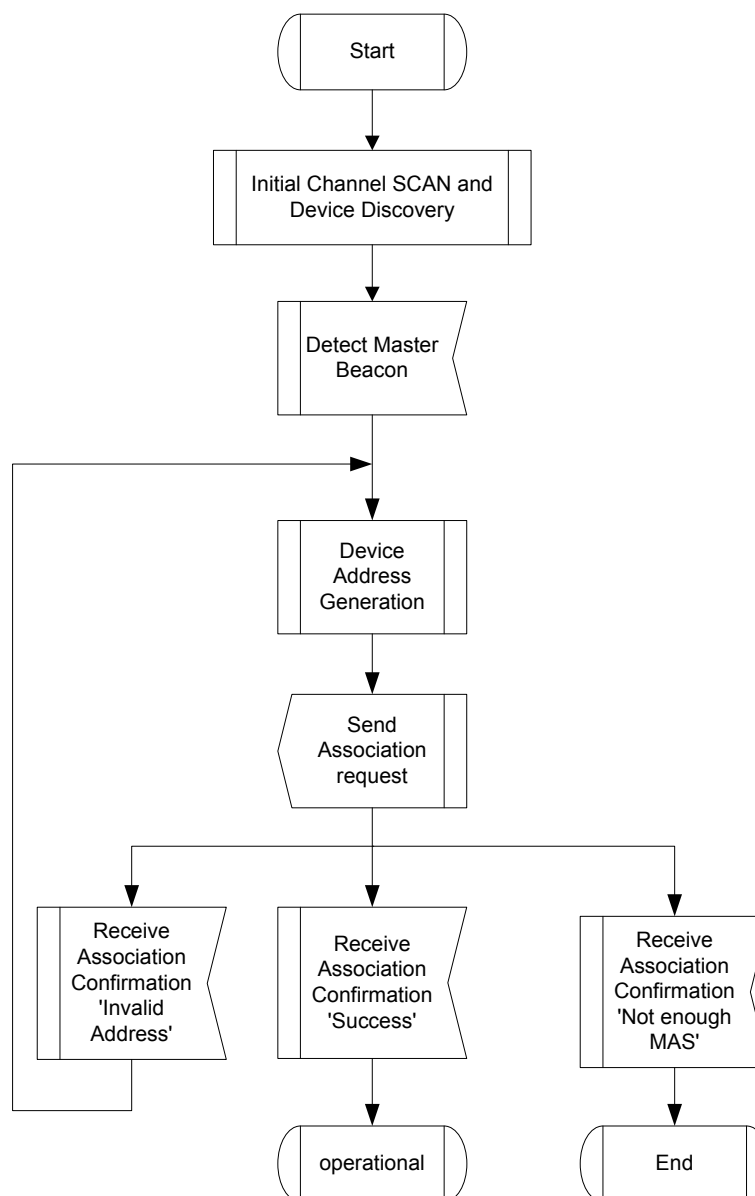 Start
Initial Channel SCAN and
Device Discovery
Detect Master
Beacon
Device
Address
Generation
Send
Association
request
Receive
Association
Confirmation
'Invalid
Address'
Receive
Association
Confirmation
'Success'
Receive
Association
Confirmation
'Not enough
MAS'
operational
End